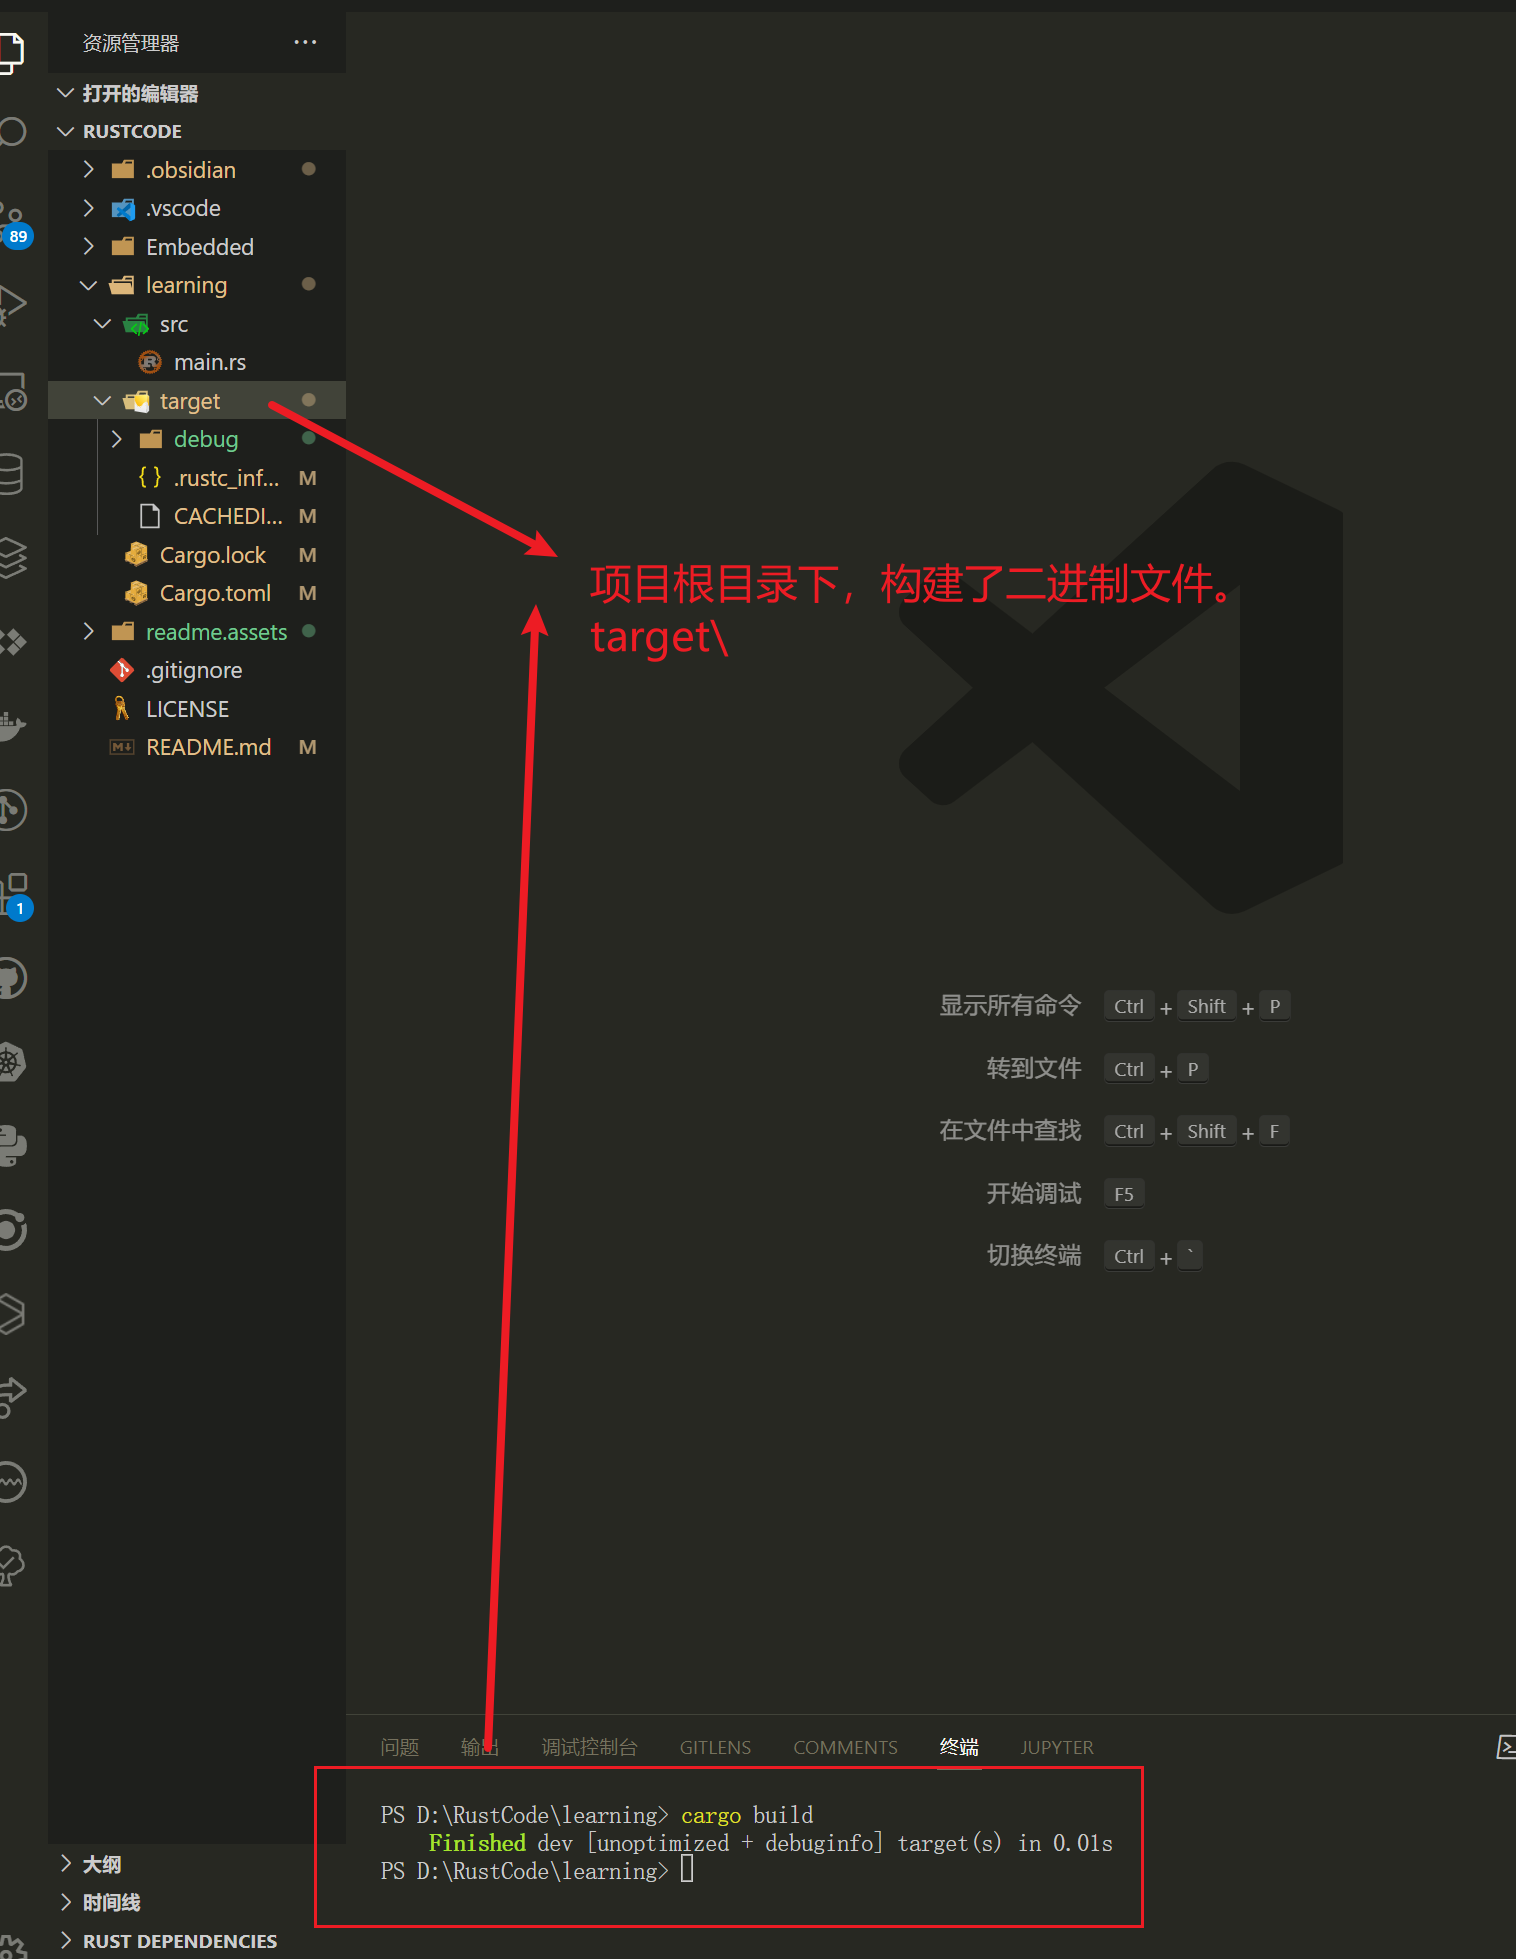 资源管理器 ···
打开的编辑器
RUSTCODE
.obsidian
.vscode
89
Embedded
learning
src
main.rs
target
debug
{ } .rustc_inf... M
CACHEDI... M
Cargo.lock M
项目根目录下，构建了二进制文件。
Cargo.toml M
target\
readme.assets
.gitignore
LICENSE
README.md M
1
显示所有命令 Ctrl + Shift + P
转到文件 Ctrl + P
在文件中查找 Ctrl + Shift + F
开始调试 F5
切换终端 Ctrl + `
问题 输出 调试控制台 GITLENS COMMENTS 终端 JUPYTER
PS D:\RustCode\learning> cargo build
Finished dev [unoptimized + debuginfo] target(s) in 0.01s
PS D:\RustCode\learning>
大纲
时间线
RUST DEPENDENCIES